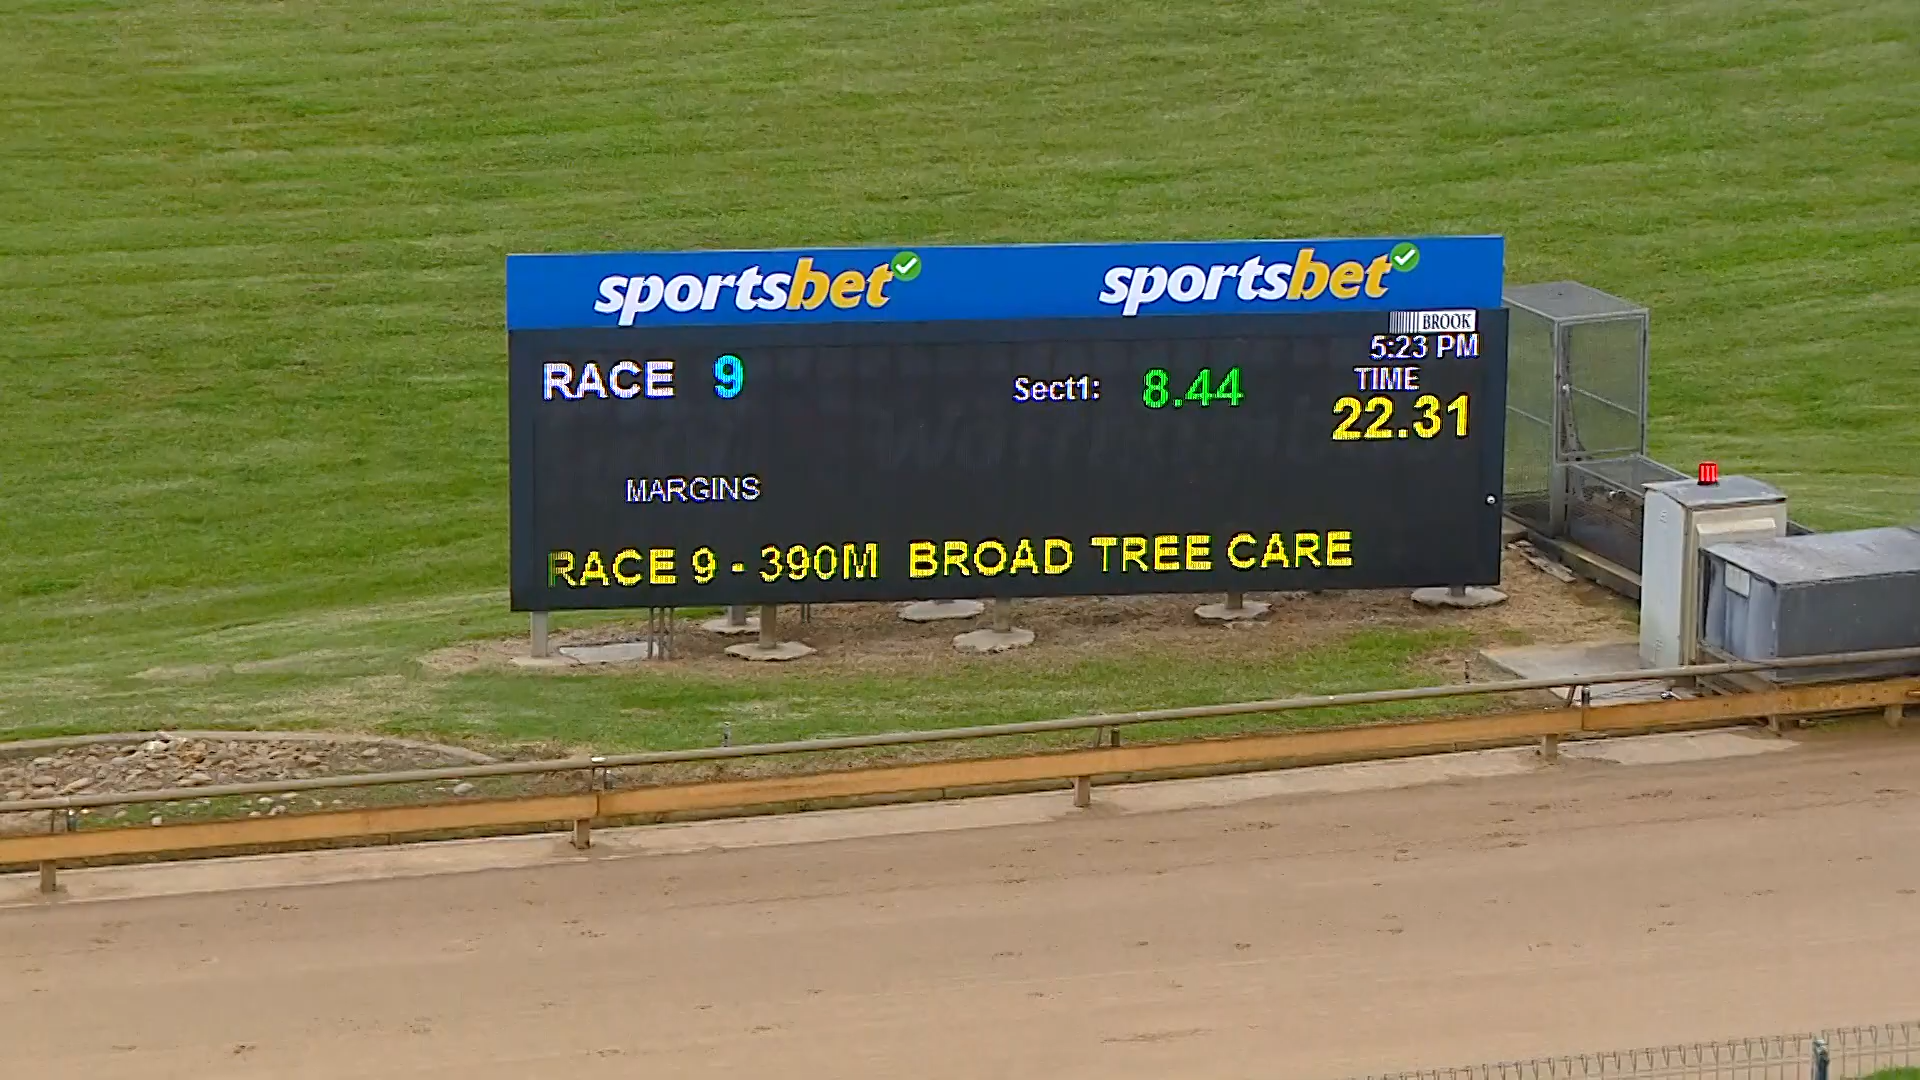 sportsbet sportsbet
BROOK
5:23 PM
RACE 9 Sect1: 8.44 TIME
22.31
MARGINS
RACE 9 - 390M BROAD TREE CARE